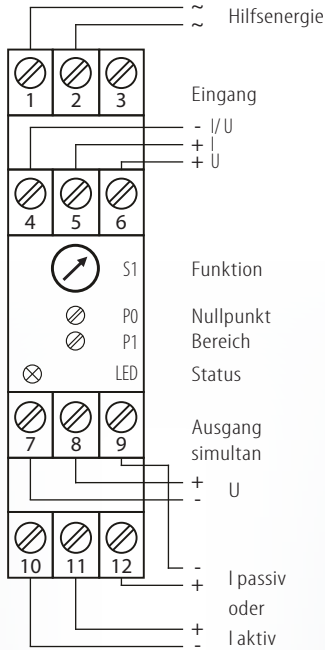 ~ Hilfsenergie
~
1 2 3
Eingang
- I/U
+ I
+ U
4 5 6
S1 Funktion
P0 Nullpunkt
P1 Bereich
LED Status
7 8 9
Ausgang
simultan
+
- U
10 11 12
-
+ I passiv
oder
+
- I aktiv